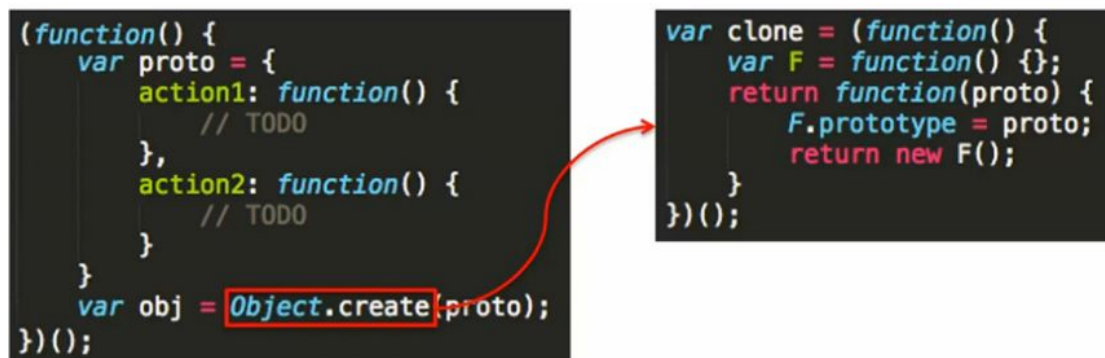 (function() {
var proto = {
action1: function() {
// TODO
},
action2: function() {
// TODO
}
}
var obj = Object.create(proto);
})();
var clone = (function() {
var F = function() {};
return function(proto) {
F.prototype = proto;
return new F();
}
})();